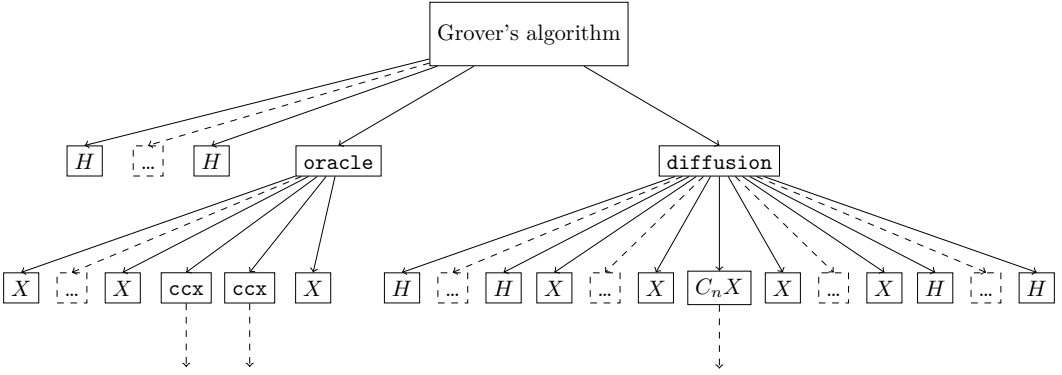 Grover's algorithm
H ... H oracle diffusion
X ... X ccx ccx X H ... H X ... X CₙX X ... X H ... H